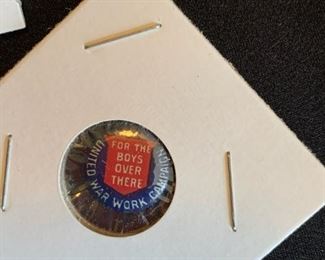 FOR THE
BOYS
OVER
THERE
UNITED WAR WORK CAMPAIGN